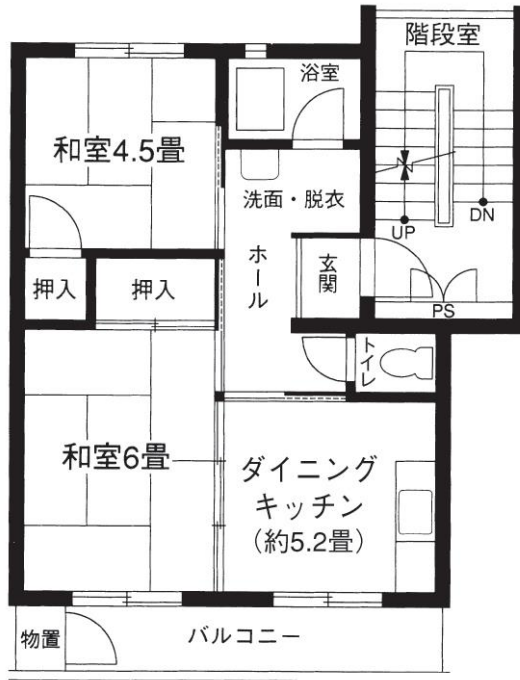 階段室
浴室
和室4.5畳
洗面・脱衣
UP
DN
ホール
玄関
押入
押入
PS
トイレ
和室6畳
ダイニング
キッチン
（約5.2畳）
物置
バルコニー